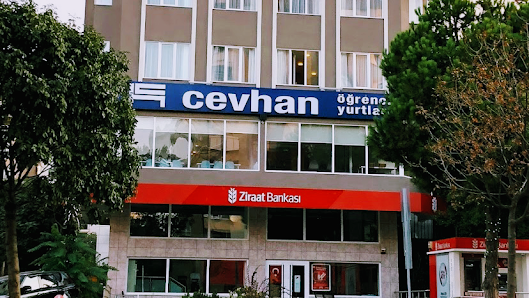 cevhan
öğrenc
yurtla
Ziraat Bankası